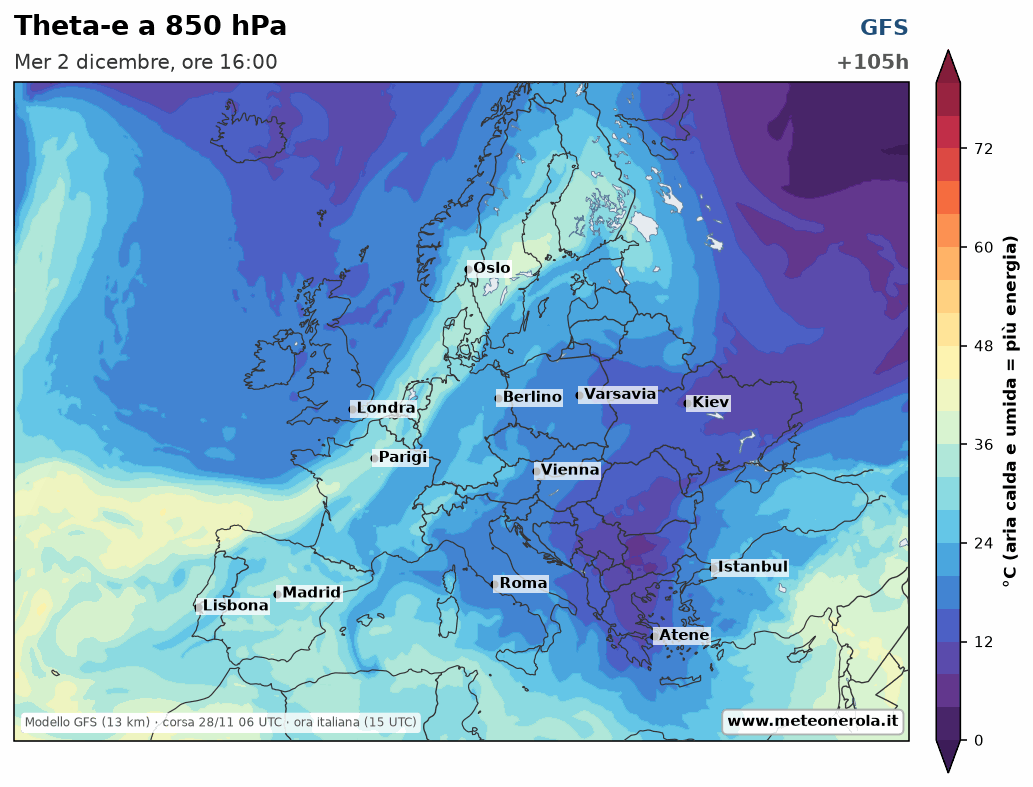 Theta-e a 850 hPa
GFS
Mer 2 dicembre, ore 16:00
+105h
72
60
48
36
24
12
0
°C (aria calda e umida = più energia)
Oslo
Londra
Berlino
Varsavia
Kiev
Parigi
Vienna
Istanbul
Roma
Madrid
Lisbona
Atene
Modello GFS (13 km) · corsa 28/11 06 UTC · ora italiana (15 UTC)
www.meteonerola.it